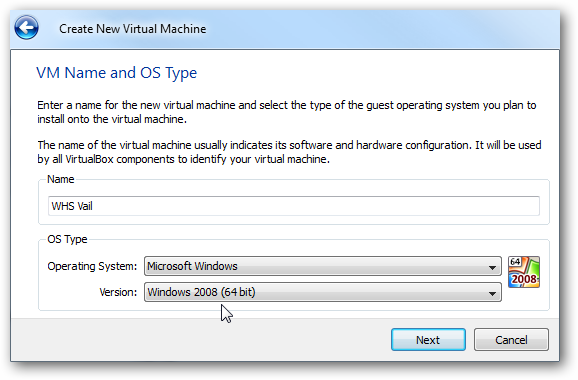 Create New Virtual Machine
VM Name and OS Type
Enter a name for the new virtual machine and select the type of the guest operating system you plan to
install onto the virtual machine.
The name of the virtual machine usually indicates its software and hardware configuration. It will be used
by all VirtualBox components to identify your virtual machine.
Name
WHS Vail
OS Type
Operating System: Microsoft Windows
64
2008
Version: Windows 2008 (64 bit)
Next Cancel